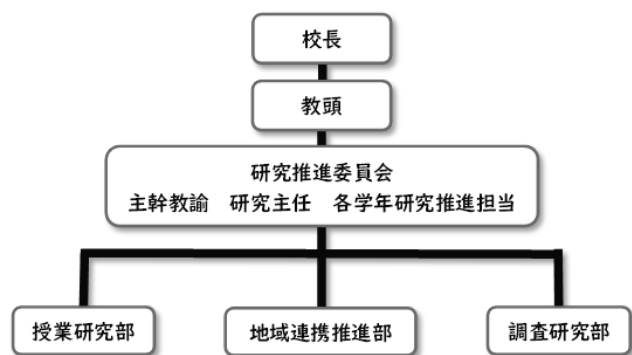 校長
教頭
研究推進委員会
主幹教諭　研究主任　各学年研究推進担当
授業研究部
地域連携推進部
調査研究部